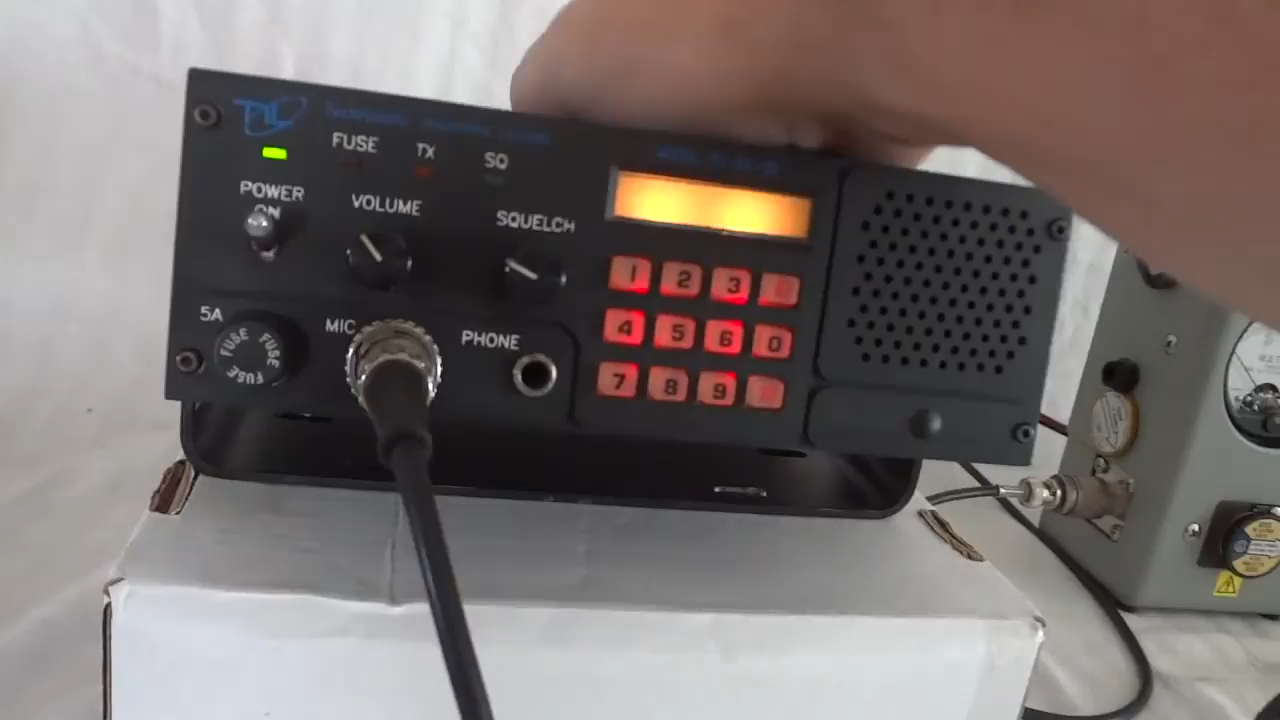 TIL
FUSE
TX
SQ
POWER
ON
VOLUME
SQUELCH
5A
MIC
PHONE
FUSE FUSE FUSE
1 2 3
4 5 6 0
7 8 9